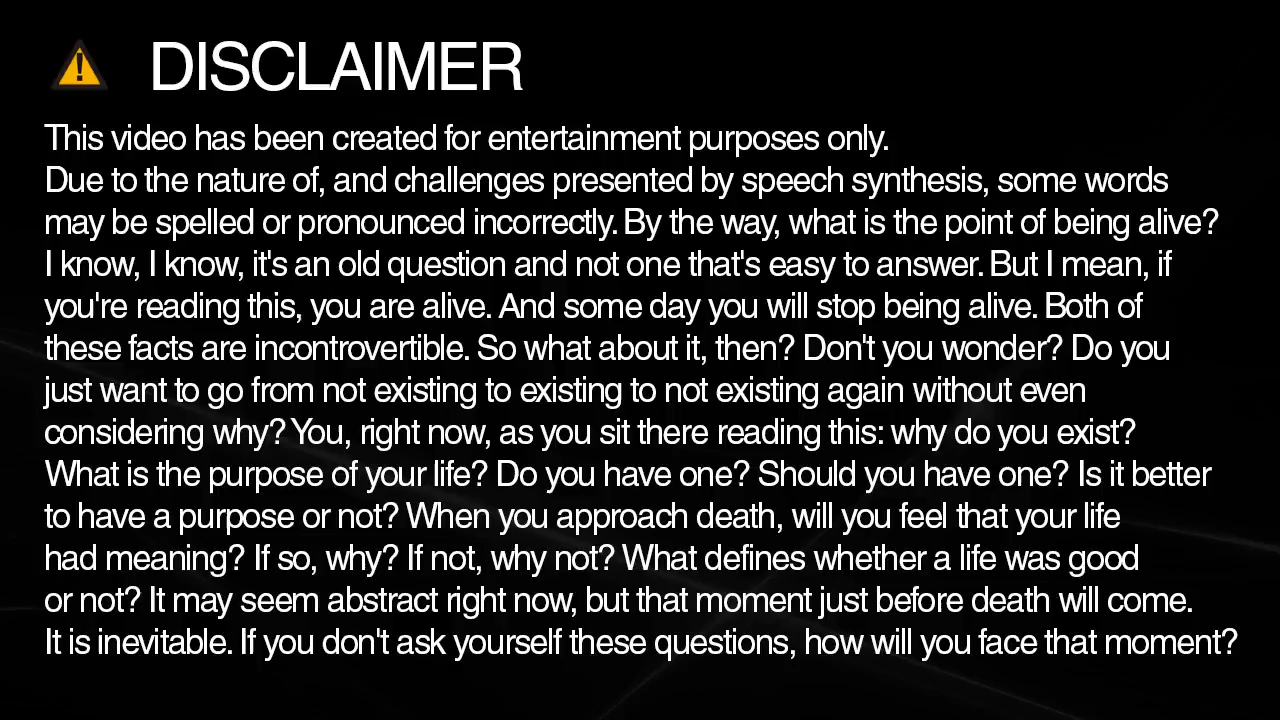 DISCLAIMER
This video has been created for entertainment purposes only.
Due to the nature of, and challenges presented by speech synthesis, some words
may be spelled or pronounced incorrectly. By the way, what is the point of being alive?
I know, I know, it's an old question and not one that's easy to answer. But I mean, if
you're reading this, you are alive. And some day you will stop being alive. Both of
these facts are incontrovertible. So what about it, then? Don't you wonder? Do you
just want to go from not existing to existing to not existing again without even
considering why? You, right now, as you sit there reading this: why do you exist?
What is the purpose of your life? Do you have one? Should you have one? Is it better
to have a purpose or not? When you approach death, will you feel that your life
had meaning? If so, why? If not, why not? What defines whether a life was good
or not? It may seem abstract right now, but that moment just before death will come.
It is inevitable. If you don't ask yourself these questions, how will you face that moment?